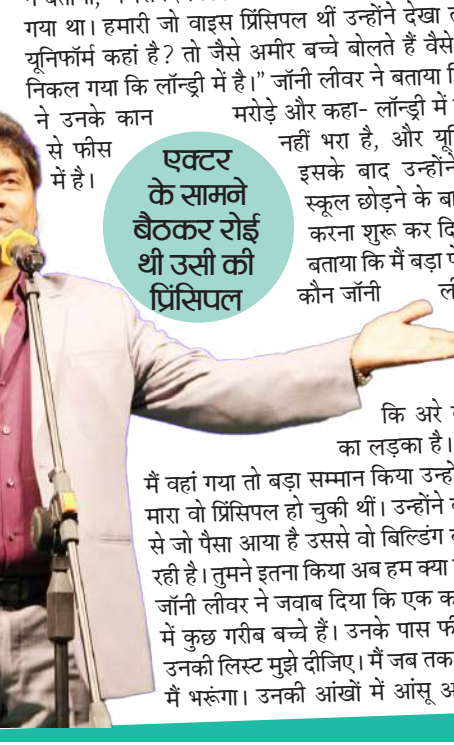 गया था। हमारी जो वाइस प्रिंसिपल थीं उन्होंने देखा
यूनिफॉर्म कहां है? तो जैसे अमीर बच्चे बोलते हैं वैसे
निकल गया कि लॉन्ड्री में है।” जॉनी लीवर ने बताया
ने उनके कान मरोड़े और कहा- लॉन्ड्री में
से फीस नहीं भरा है, और
में है। इसके बाद उन्होंने
स्कूल छोड़ने के
करना शुरू कर
बताया कि मैं बड़ा
कौन जॉनी
एक्टर
के सामने
बैठकर रोई
थी उसी की
प्रिंसिपल
कि अरे
का लड़का है।
मैं वहां गया तो बड़ा सम्मान किया
मारा वो प्रिंसिपल हो चुकी थीं। उन्होंने
से जो पैसा आया है उससे वो बिल्डिंग
रही है। तुमने इतना किया अब हम क्या
जॉनी लीवर ने जवाब दिया कि एक
में कुछ गरीब बच्चे हैं। उनके पास
उनकी लिस्ट मुझे दीजिए। मैं जब तक
मैं भरूंगा। उनकी आंखों में आंसू